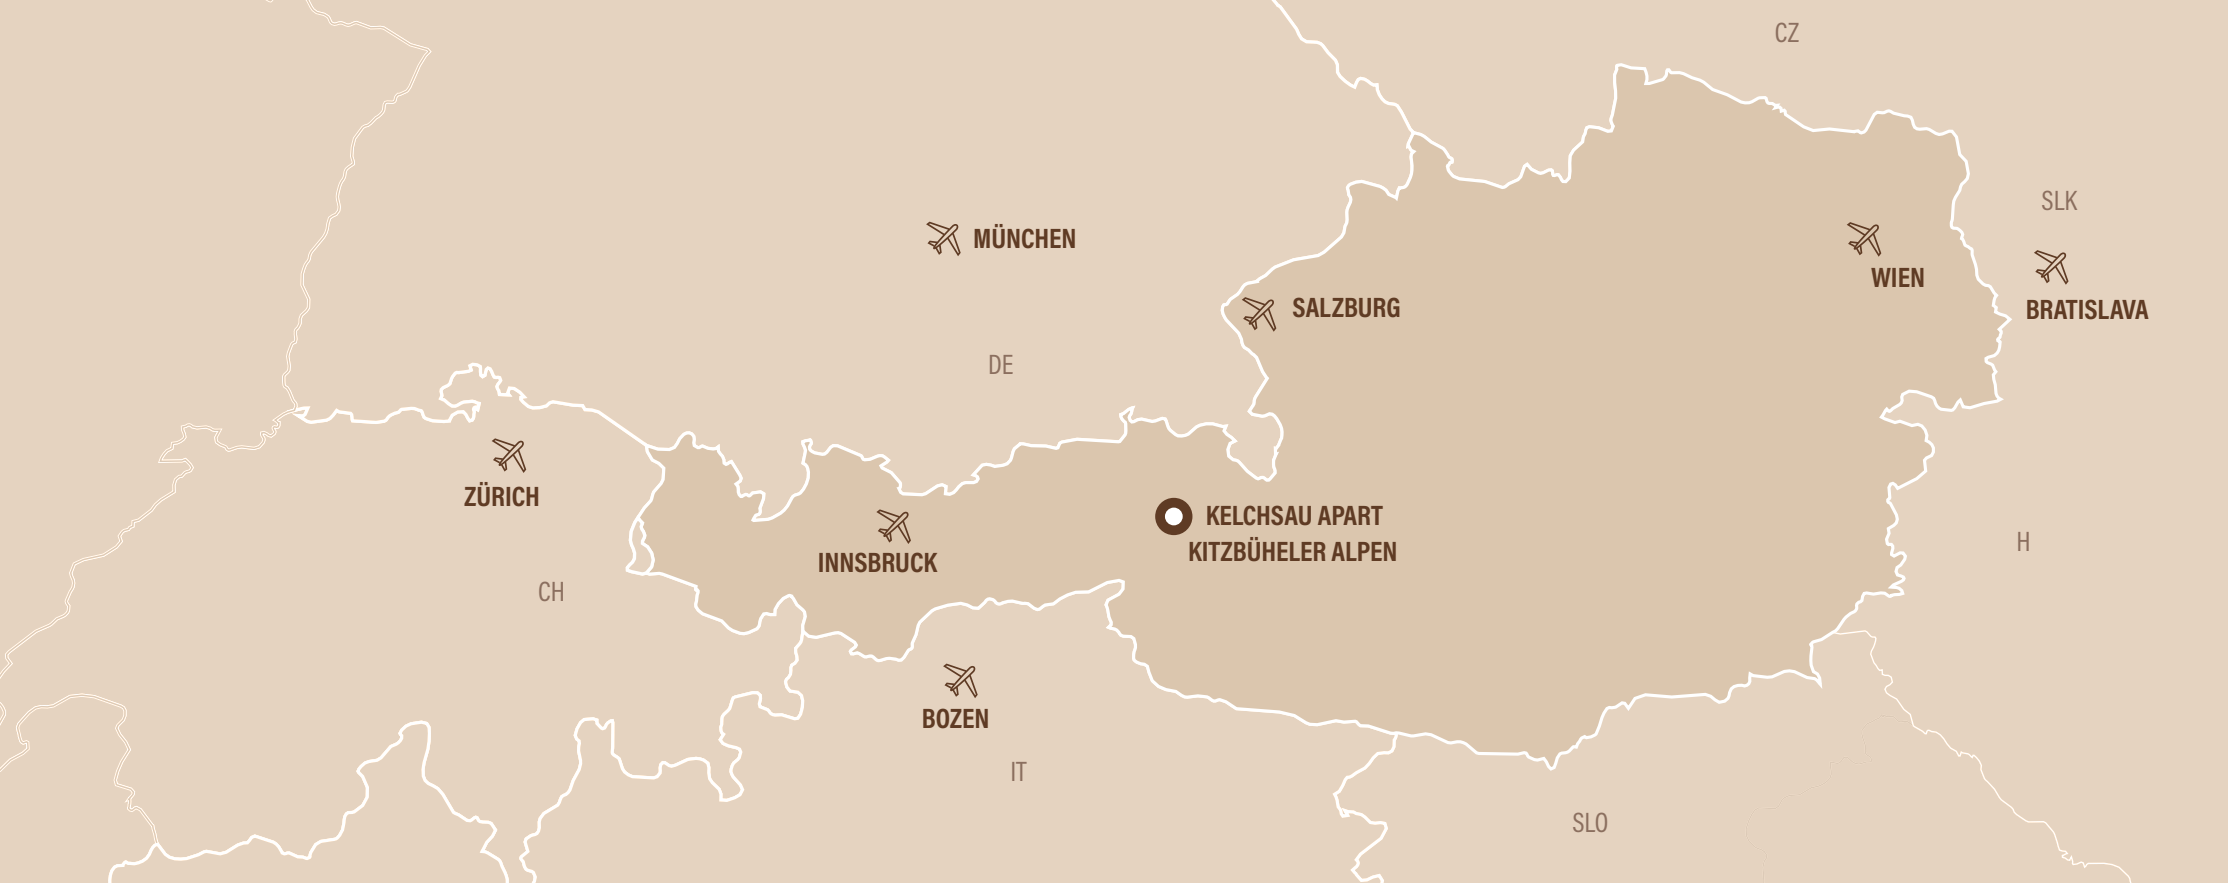 CZ
SLK
MÜNCHEN
WIEN
SALZBURG
BRATISLAVA
DE
ZÜRICH
KELCHSAU APART
KITZBÜHELER ALPEN
INNSBRUCK
H
CH
BOZEN
IT
SLO